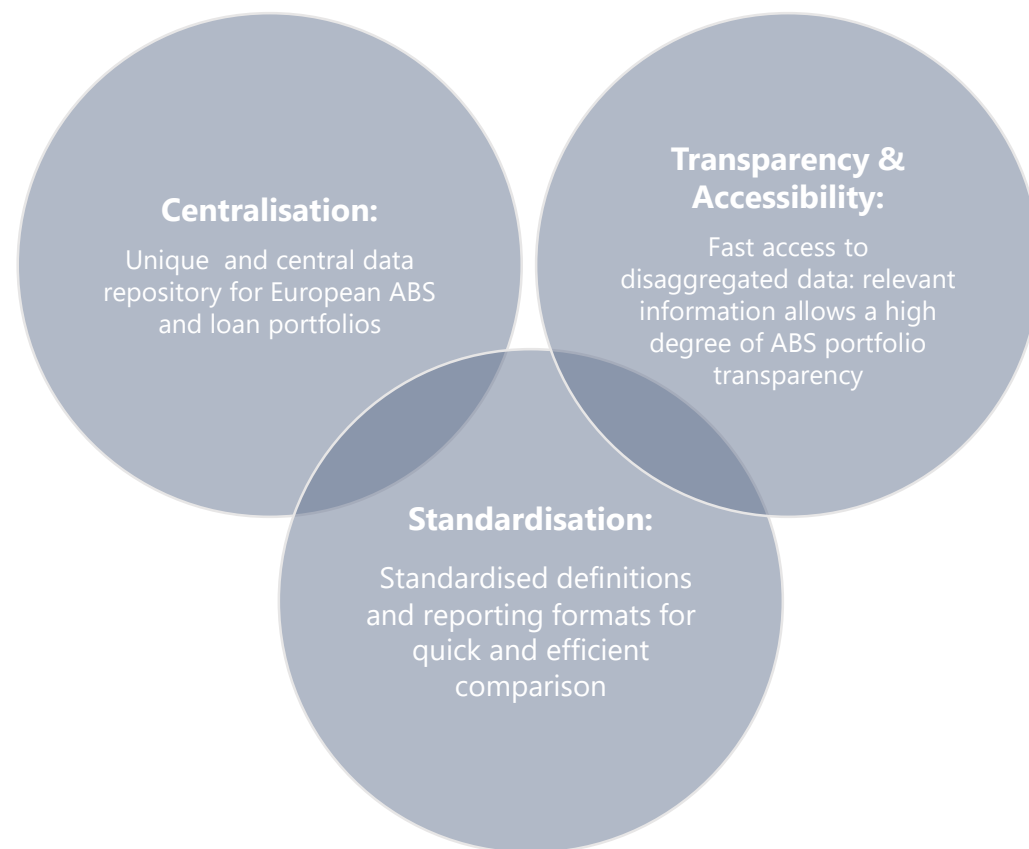 Centralisation:
Unique and central data
repository for European ABS
and loan portfolios
Transparency &
Accessibility:
Fast access to
disaggregated data: relevant
information allows a high
degree of ABS portfolio
transparency
Standardisation:
Standardised definitions
and reporting formats for
quick and efficient
comparison